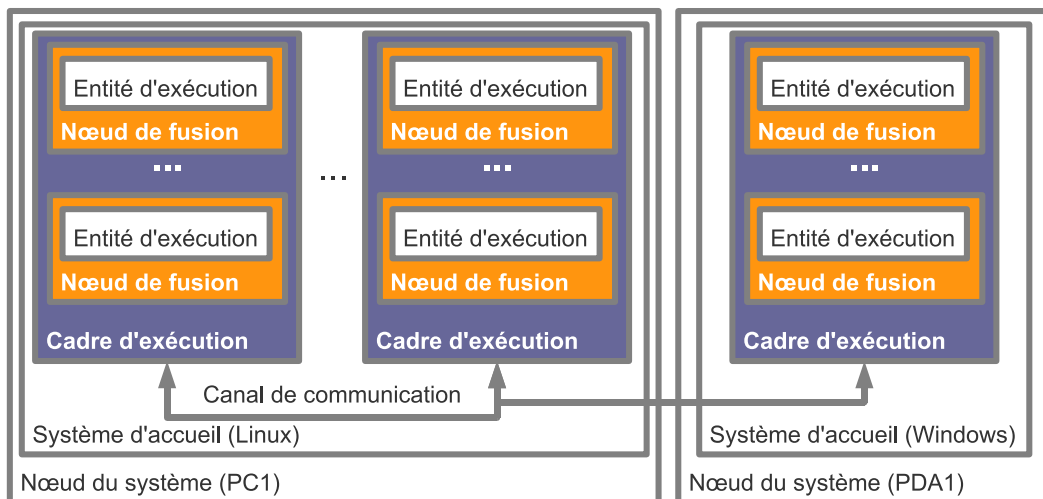 Entité d'exécution
Nœud de fusion
...
Entité d'exécution
Nœud de fusion
Cadre d'exécution
...
Entité d'exécution
Nœud de fusion
...
Entité d'exécution
Nœud de fusion
Cadre d'exécution
Canal de communication
Système d'accueil (Linux)
Nœud du système (PC1)
Entité d'exécution
Nœud de fusion
...
Entité d'exécution
Nœud de fusion
Cadre d'exécution
Système d'accueil (Windows)
Nœud du système (PDA1)